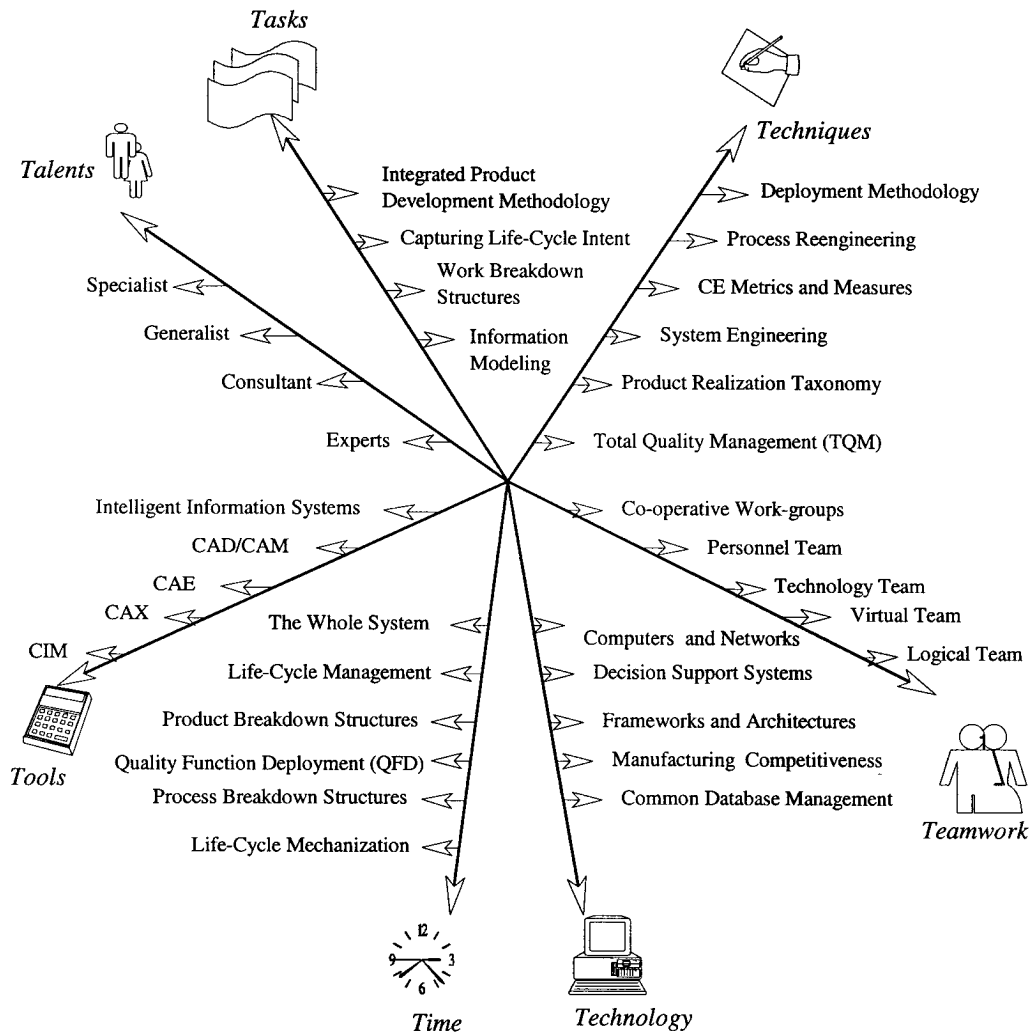 Tasks
Techniques
Talents
Integrated Product
Development Methodology
Capturing Life-Cycle Intent
Work Breakdown
Structures
Information
Modeling
Deployment Methodology
Process Reengineering
CE Metrics and Measures
System Engineering
Product Realization Taxonomy
Total Quality Management (TQM)
Specialist
Generalist
Consultant
Experts
Intelligent Information Systems
CAD/CAM
CAE
CAX
CIM
Tools
Co-operative Work-groups
Personnel Team
Technology Team
Virtual Team
Logical Team
Teamwork
The Whole System
Life-Cycle Management
Product Breakdown Structures
Quality Function Deployment (QFD)
Process Breakdown Structures
Life-Cycle Mechanization
Computers and Networks
Decision Support Systems
Frameworks and Architectures
Manufacturing Competitiveness
Common Database Management
12
9
3
6
Time
Technology